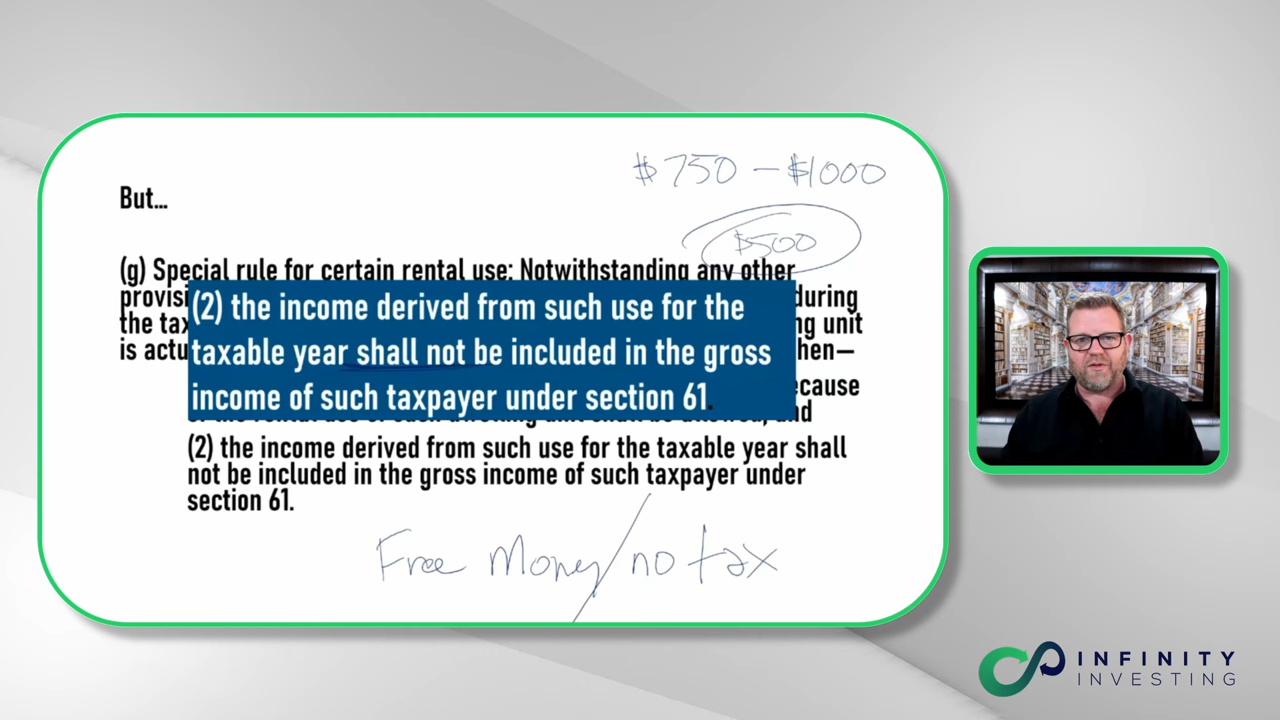 $750 – $1000
But...
$500
(g) Special rule for certain rental use: Notwithstanding any other
provisi during
the tax ng unit
is actu hen—
(2) the income derived from such use for the
taxable year shall not be included in the gross
income of such taxpayer under section 61.
ecause
(2) the income derived from such use for the taxable year shall
not be included in the gross income of such taxpayer under
section 61.
Free Money / no tax
INFINITY
INVESTING